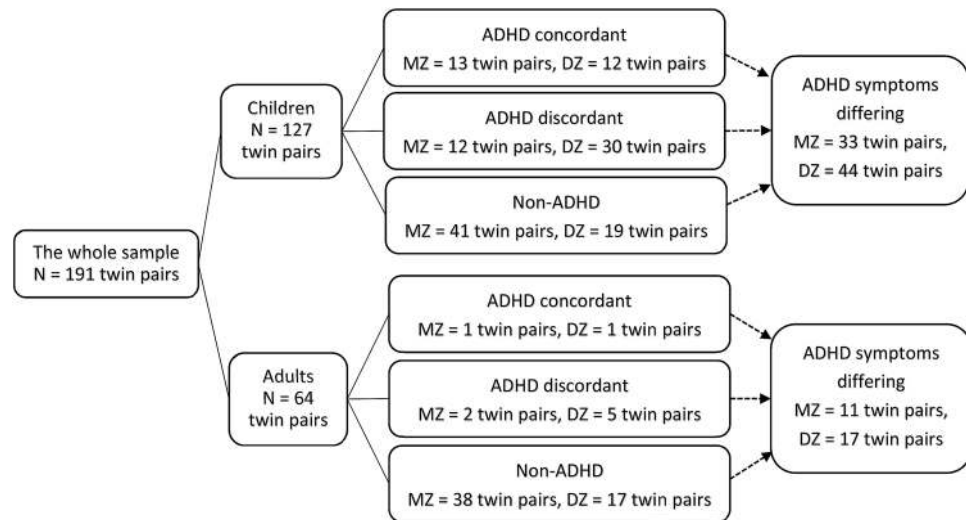 The whole sample
N = 191 twin pairs
Children
N = 127
twin pairs
ADHD concordant
MZ = 13 twin pairs, DZ = 12 twin pairs
ADHD discordant
MZ = 12 twin pairs, DZ = 30 twin pairs
Non-ADHD
MZ = 41 twin pairs, DZ = 19 twin pairs
ADHD symptoms
differing
MZ = 33 twin pairs,
DZ = 44 twin pairs
Adults
N = 64
twin pairs
ADHD concordant
MZ = 1 twin pairs, DZ = 1 twin pairs
ADHD discordant
MZ = 2 twin pairs, DZ = 5 twin pairs
Non-ADHD
MZ = 38 twin pairs, DZ = 17 twin pairs
ADHD symptoms
differing
MZ = 11 twin pairs,
DZ = 17 twin pairs